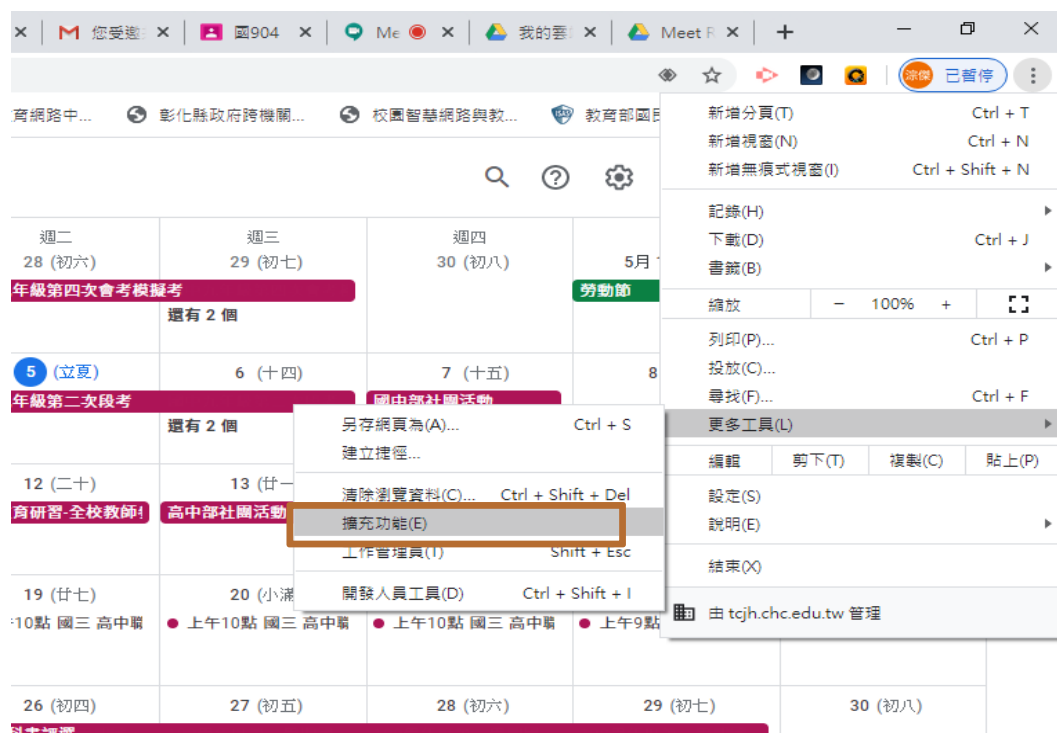 您受邀
國904
Me
我的雲
Meet R
已暫停
育網路中...
彰化縣政府跨機關...
校園智慧網路與教...
教育部國民
新增分頁(T) Ctrl + T
新增視窗(N) Ctrl + N
新增無痕式視窗(I) Ctrl + Shift + N
記錄(H)
下載(D) Ctrl + J
書籤(B)
縮放 − 100% +
列印(P)... Ctrl + P
投放(C)...
尋找(F)... Ctrl + F
更多工具(L)
編輯 剪下(T) 複製(C) 貼上(P)
設定(S)
說明(E)
結束(X)
由 tcjh.chc.edu.tw 管理
另存網頁為(A)... Ctrl + S
建立捷徑...
清除瀏覽資料(C)... Ctrl + Shift + Del
擴充功能(E)
工作管理員(T) Shift + Esc
開發人員工具(D) Ctrl + Shift + I
週二 週三 週四
28 (初六) 29 (初七) 30 (初八) 5月
年級第四次會考模擬考 勞動節
還有 2 個
5 (立夏) 6 (十四) 7 (十五) 8
年級第二次段考 國中部社團活動
還有 2 個
12 (二十) 13 (廿一
育研習-全校教師 高中部社團活動
19 (廿七) 20 (小滿
10點 國三 高中職 上午10點 國三 高中職 上午10點 國三 高中職 上午9點
26 (初四) 27 (初五) 28 (初六) 29 (初七) 30 (初八)